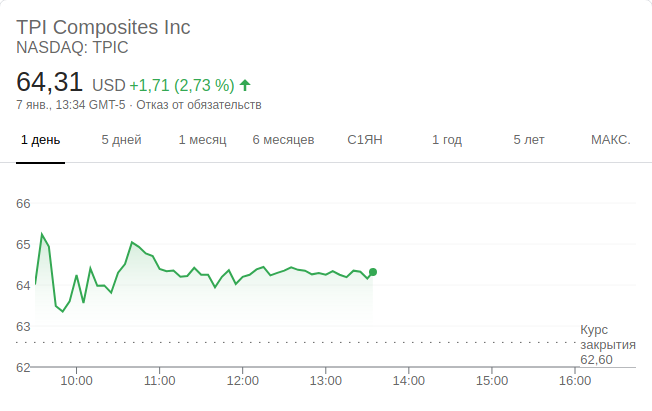 TPI Composites Inc
NASDAQ: TPIC
64,31 USD +1,71 (2,73 %)
7 янв., 13:34 GMT-5 · Отказ от обязательств
1 день 5 дней 1 месяц 6 месяцев С1ЯН 1 год 5 лет МАКС.
66
65
64
63
Курс
закрытия
62,60
62
10:00 11:00 12:00 13:00 14:00 15:00 16:00